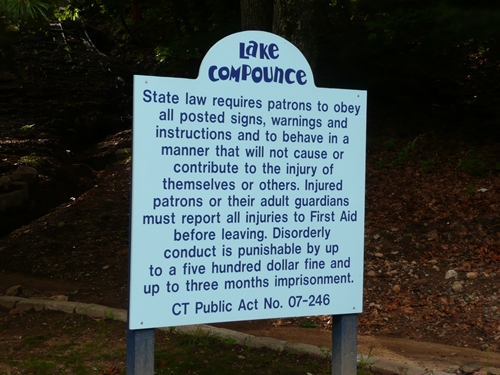 Lake
Compounce
State law requires patrons to obey
all posted signs, warnings and
instructions and to behave in a
manner that will not cause or
contribute to the injury of
themselves or others. Injured
patrons or their adult guardians
must report all injuries to First Aid
before leaving. Disorderly
conduct is punishable by up
to a five hundred dollar fine and
up to three months imprisonment.
CT Public Act No. 07-246